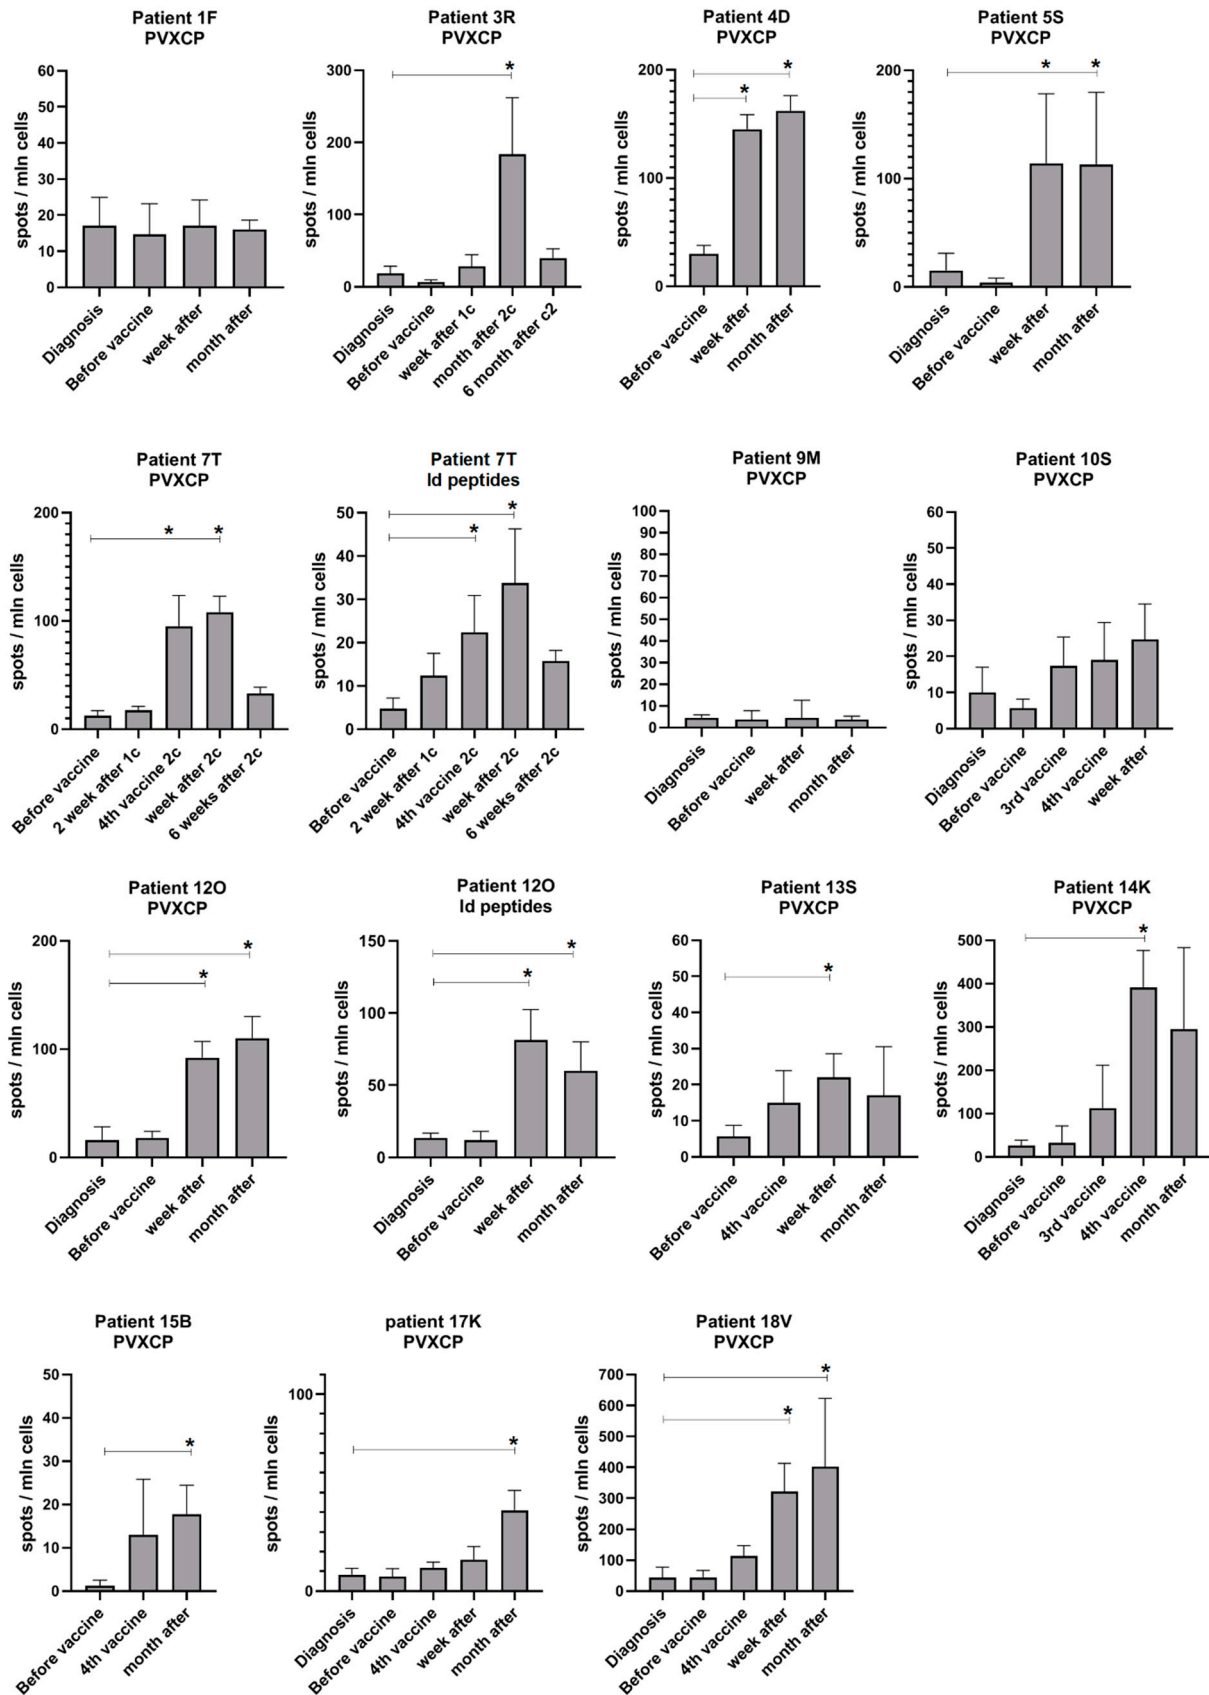 Patient 1F
PVXCP
spots / mln cells
60
50
40
30
20
10
0
Diagnosis
Before vaccine
week after
month after
Patient 3R
PVXCP
spots / mln cells
300
200
100
0
*
Diagnosis
Before vaccine
week after 1c
month after 2c
6 month after c2
Patient 4D
PVXCP
spots / mln cells
200
100
0
*
*
Before vaccine
week after
month after
Patient 5S
PVXCP
spots / mln cells
200
100
0
* *
Diagnosis
Before vaccine
week after
month after
Patient 7T
PVXCP
spots / mln cells
200
100
0
* *
Before vaccine
2 week after 1c
4th vaccine 2c
week after 2c
6 weeks after 2c
Patient 7T
Id peptides
spots / mln cells
50
40
30
20
10
0
*
*
Before vaccine
2 week after 1c
4th vaccine 2c
week after 2c
6 weeks after 2c
Patient 9M
PVXCP
spots / mln cells
100
90
80
70
60
50
40
30
20
10
0
Diagnosis
Before vaccine
week after
month after
Patient 10S
PVXCP
spots / mln cells
60
50
40
30
20
10
0
Diagnosis
Before vaccine
3rd vaccine
4th vaccine
week after
Patient 12O
PVXCP
spots / mln cells
200
100
0
*
*
Diagnosis
Before vaccine
week after
month after
Patient 12O
Id peptides
spots / mln cells
150
100
50
0
*
*
Diagnosis
Before vaccine
week after
month after
Patient 13S
PVXCP
spots / mln cells
60
50
40
30
20
10
0
*
Before vaccine
4th vaccine
week after
month after
Patient 14K
PVXCP
spots / mln cells
500
400
300
200
100
0
*
Diagnosis
Before vaccine
3rd vaccine
4th vaccine
month after
Patient 15B
PVXCP
spots / mln cells
50
40
30
20
10
0
*
Before vaccine
4th vaccine
month after
patient 17K
PVXCP
spots / mln cells
100
0
*
Diagnosis
Before vaccine
4th vaccine
week after
month after
Patient 18V
PVXCP
spots / mln cells
700
600
500
400
300
200
100
0
*
*
Diagnosis
Before vaccine
4th vaccine
week after
month after